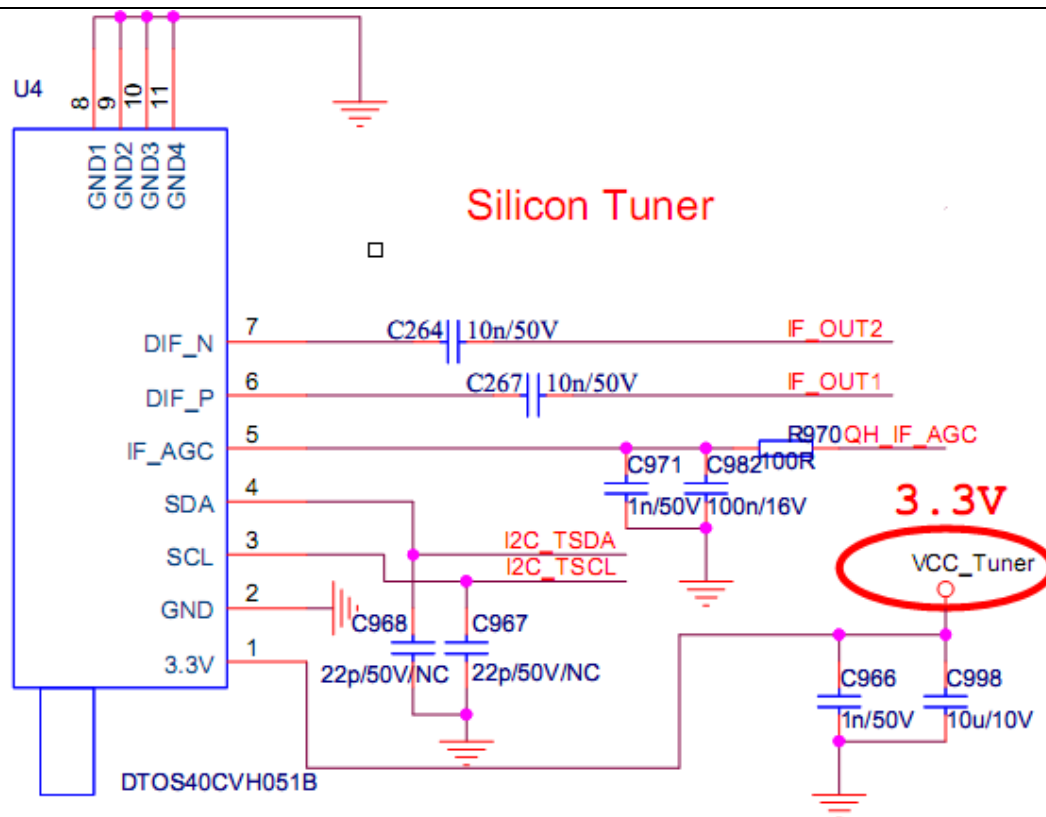 U4
8
9
10
11
GND1
GND2
GND3
GND4
Silicon Tuner
DIF_N
7
C264
10n/50V
IF_OUT2
DIF_P
6
C267
10n/50V
IF_OUT1
IF_AGC
5
R970
QH_IF_AGC
100R
C971
1n/50V
C982
100n/16V
SDA
4
I2C_TSDA
SCL
3
I2C_TSCL
3.3V
VCC_Tuner
GND
2
C968
22p/50V/NC
C967
22p/50V/NC
3.3V
1
C966
1n/50V
C998
10u/10V
DTOS40CVH051B